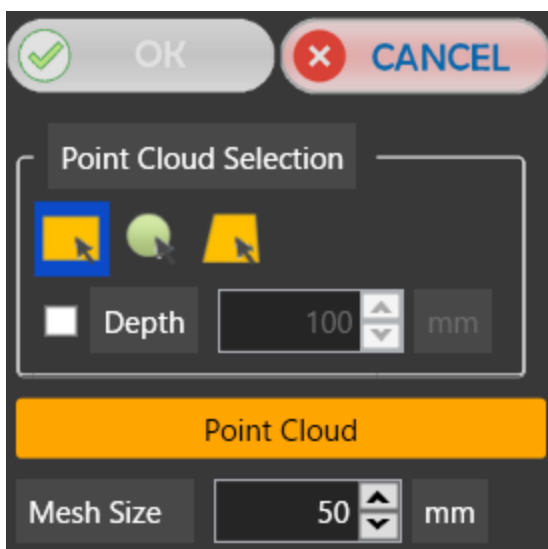 OK CANCEL
Point Cloud Selection
Depth 100 mm
Point Cloud
Mesh Size 50 mm